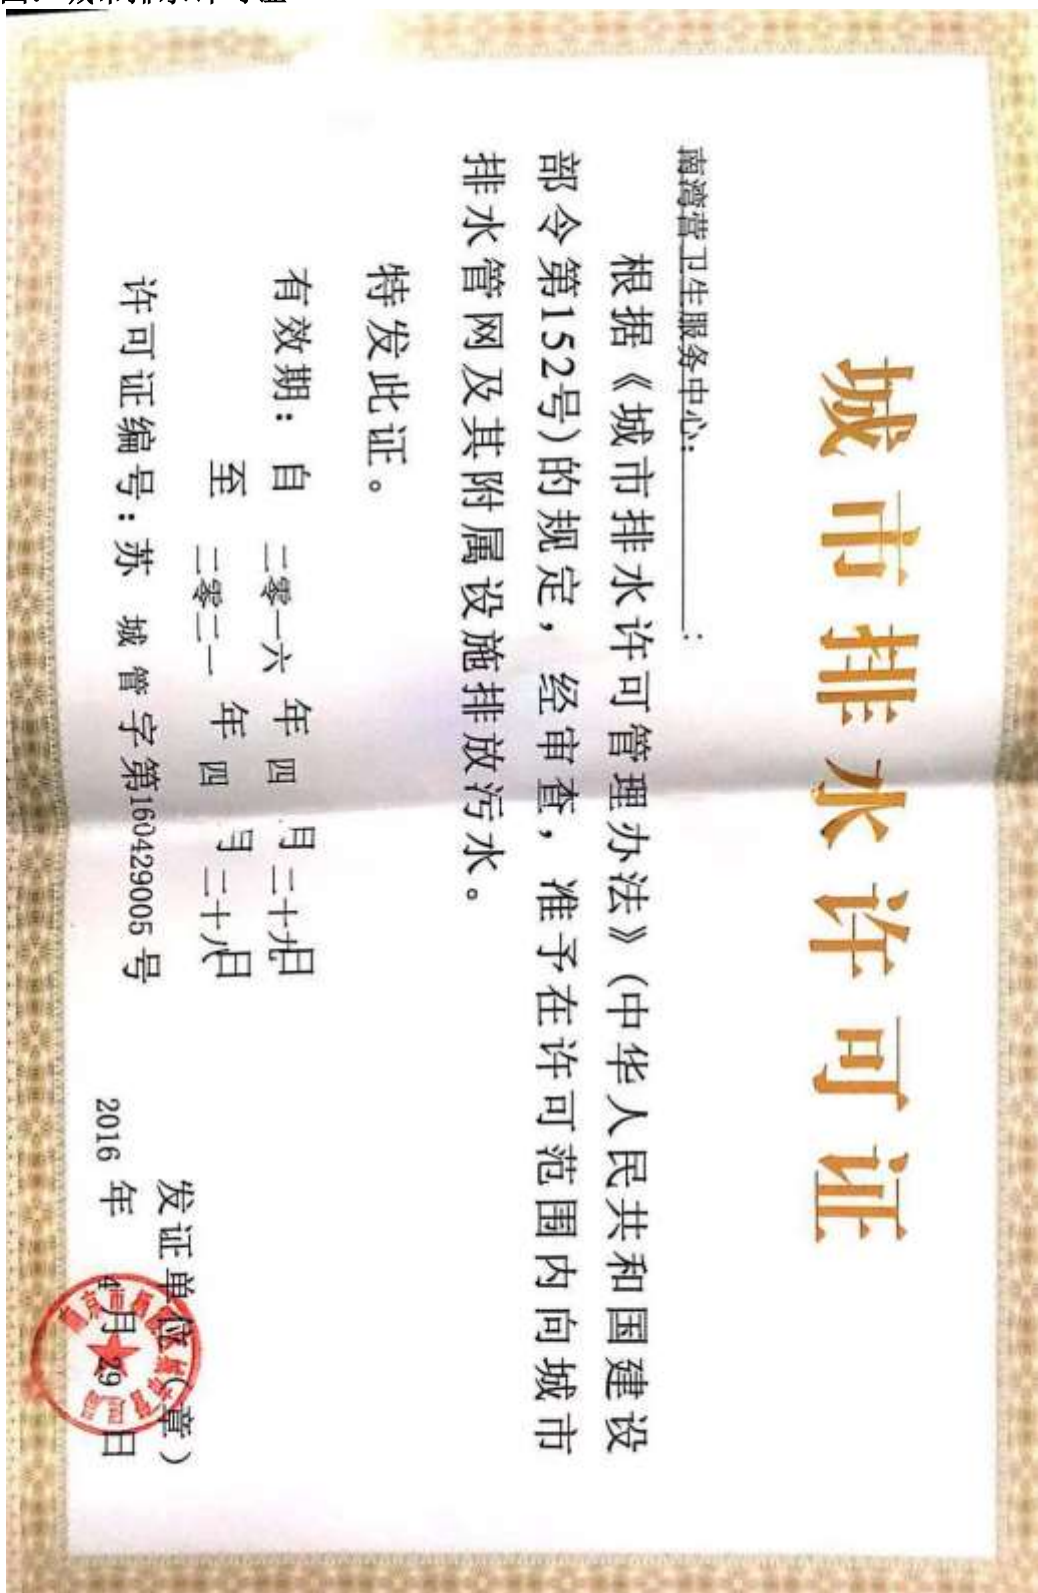 城市排水许可证
南湾营卫生服务中心:          :
根据《城市排水许可管理办法》(中华人民共和国建设
部令第152号)的规定，经审查，准予在许可范围内向城市
排水管网及其附属设施排放污水。
特发此证。
有效期：自 二零一六 年 四 月 二十九日
至 二零二一 年 四 月 二十八日
许可证编号：苏 城 管 字第160429005 号
发证单位(章)
2016 年 4 月 29 日